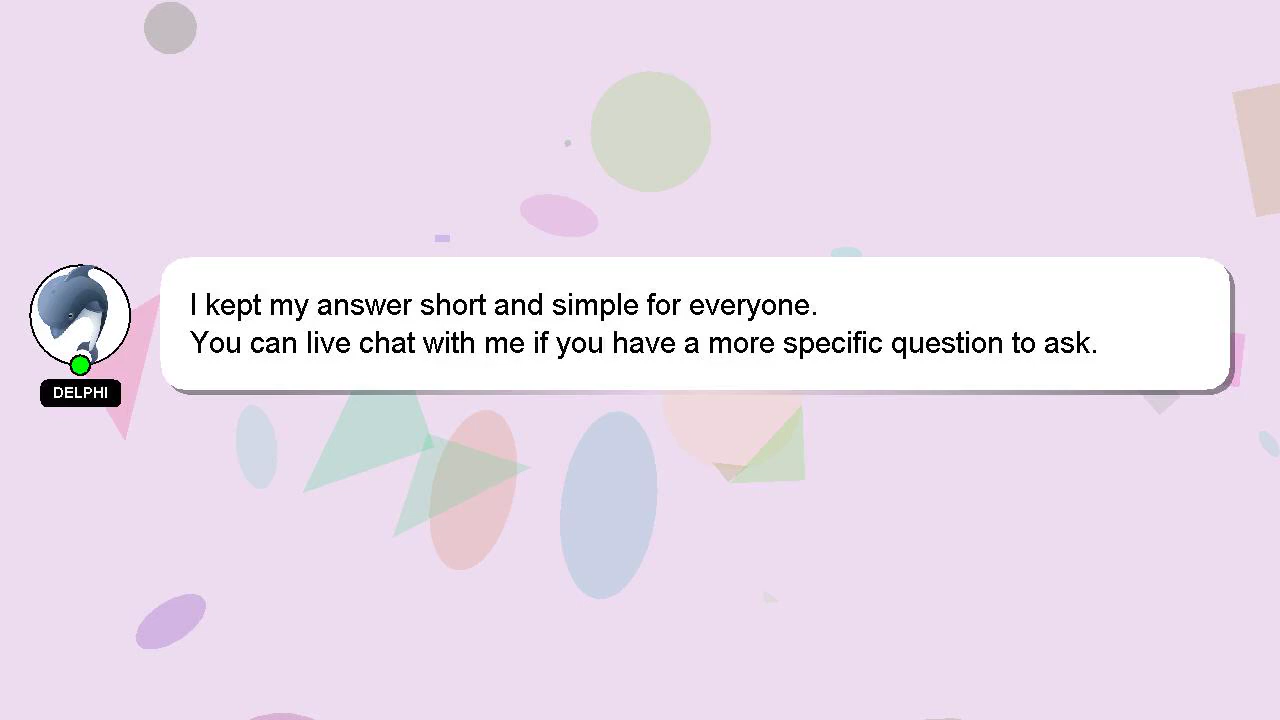 I kept my answer short and simple for everyone.
You can live chat with me if you have a more specific question to ask.
DELPHI